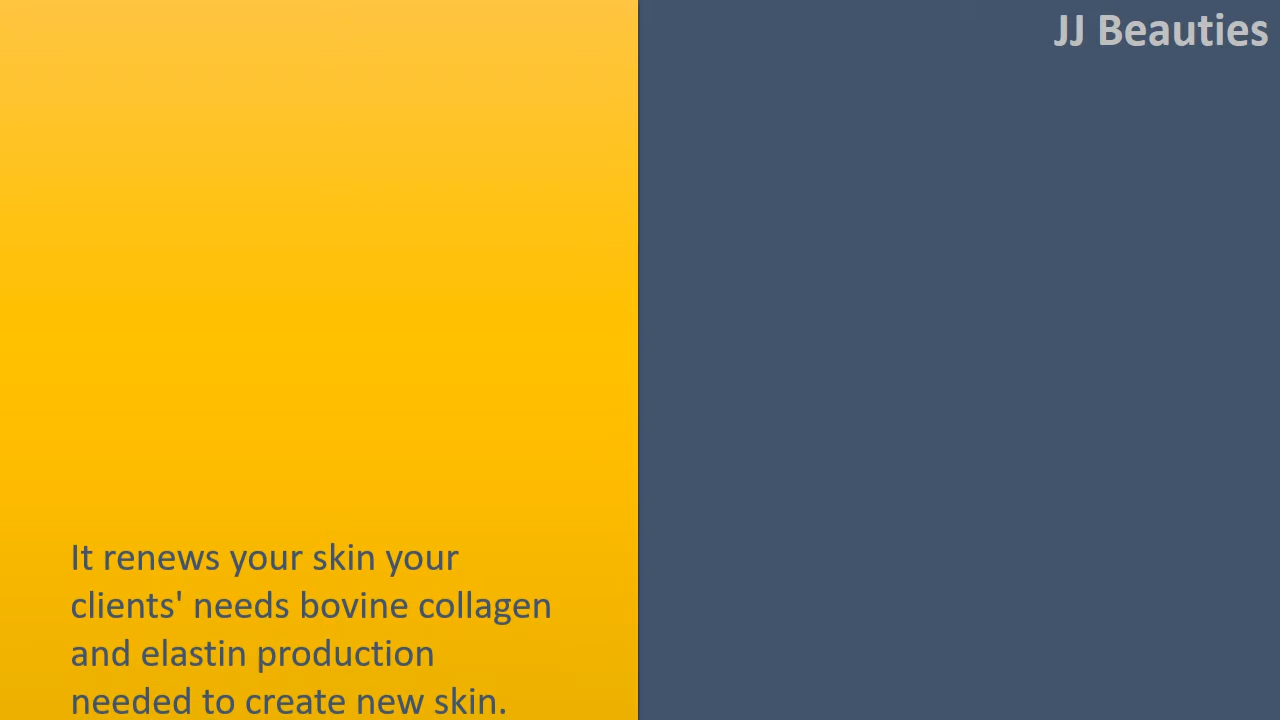 JJ Beauties
It renews your skin your
clients' needs bovine collagen
and elastin production
needed to create new skin.